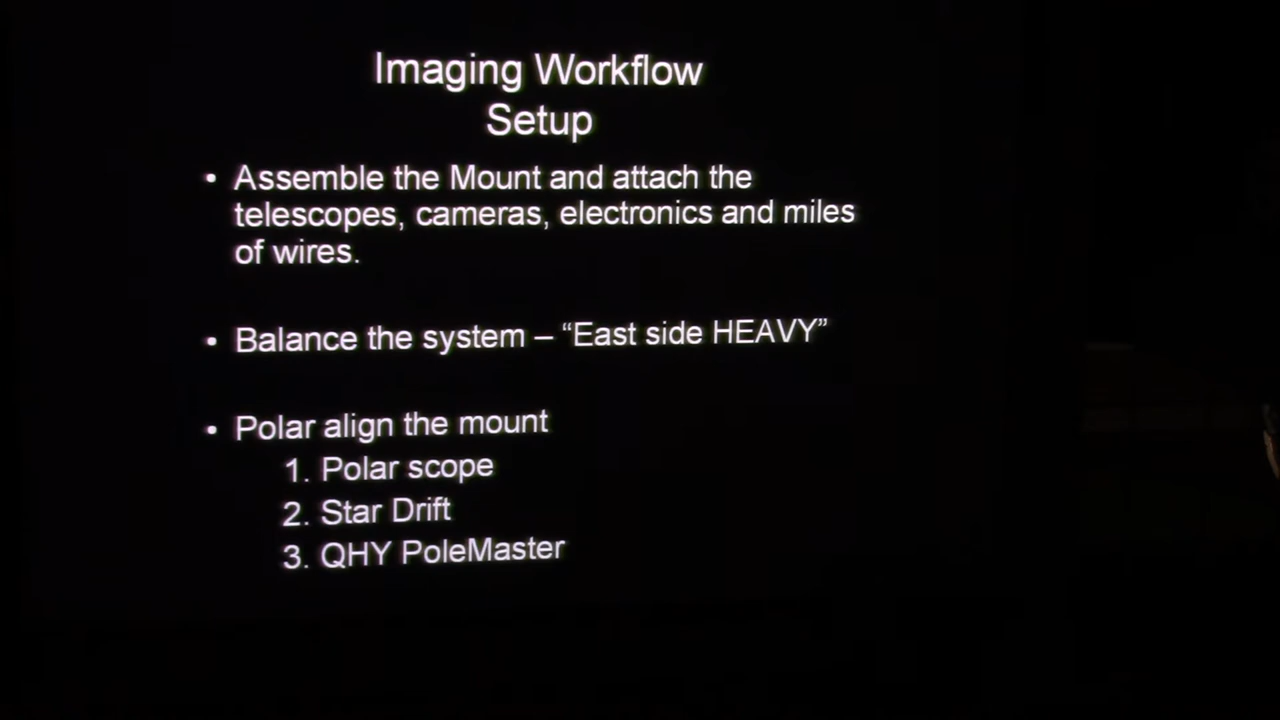 Imaging Workflow
Setup
• Assemble the Mount and attach the
telescopes, cameras, electronics and miles
of wires.
• Balance the system – “East side HEAVY”
• Polar align the mount
1. Polar scope
2. Star Drift
3. QHY PoleMaster